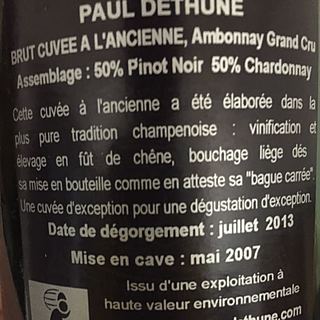 PAUL DETHUNE
BRUT CUVEE A L'ANCIENNE, Ambonnay Grand Cru
Assemblage : 50% Pinot Noir 50% Chardonnay
Cette cuvée à l'ancienne a été élaborée dans la
plus pure tradition champenoise : vinification et
élevage en fût de chêne, bouchage liège dés
sa mise en bouteille comme en atteste sa "bague carrée".
Une cuvée d'exception pour une dégustation d'exception.
Date de dégorgement : juillet 2013
Mise en cave : mai 2007
Issu d'une exploitation à
haute valeur environnementale
dethune.com